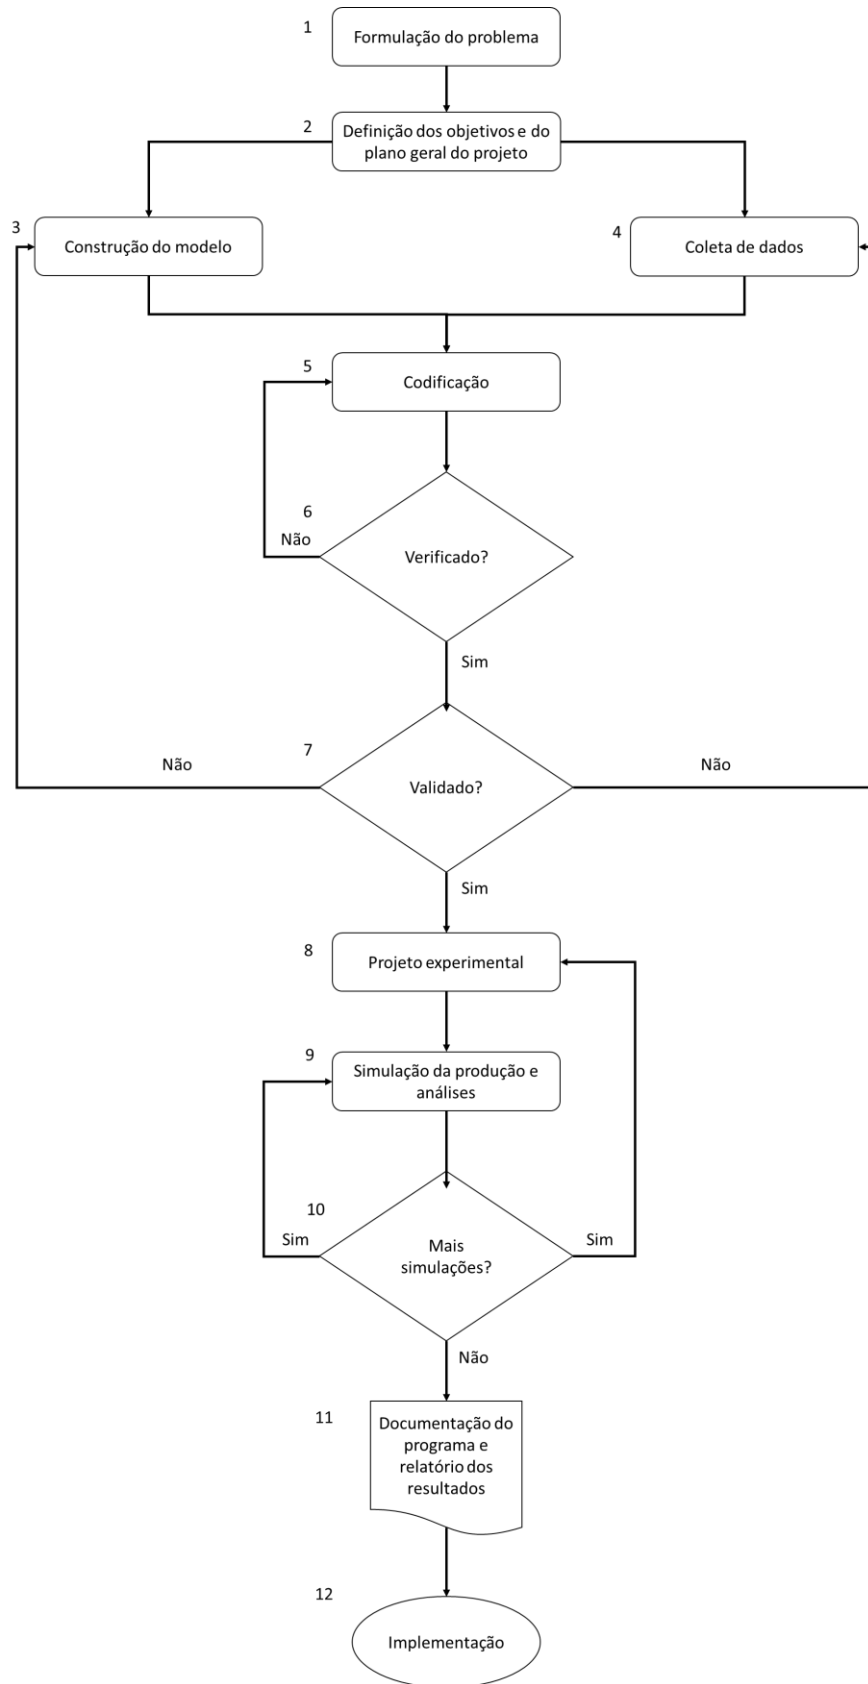 1
Formulação do problema
2
Definição dos objetivos e do
plano geral do projeto
3
Construção do modelo
4
Coleta de dados
5
Codificação
6
Não
Verificado?
Sim
7
Não
Não
Validado?
Sim
8
Projeto experimental
9
Simulação da produção e
análises
10
Sim
Sim
Mais
simulações?
Não
11
Documentação do
programa e
relatório dos
resultados
12
Implementação